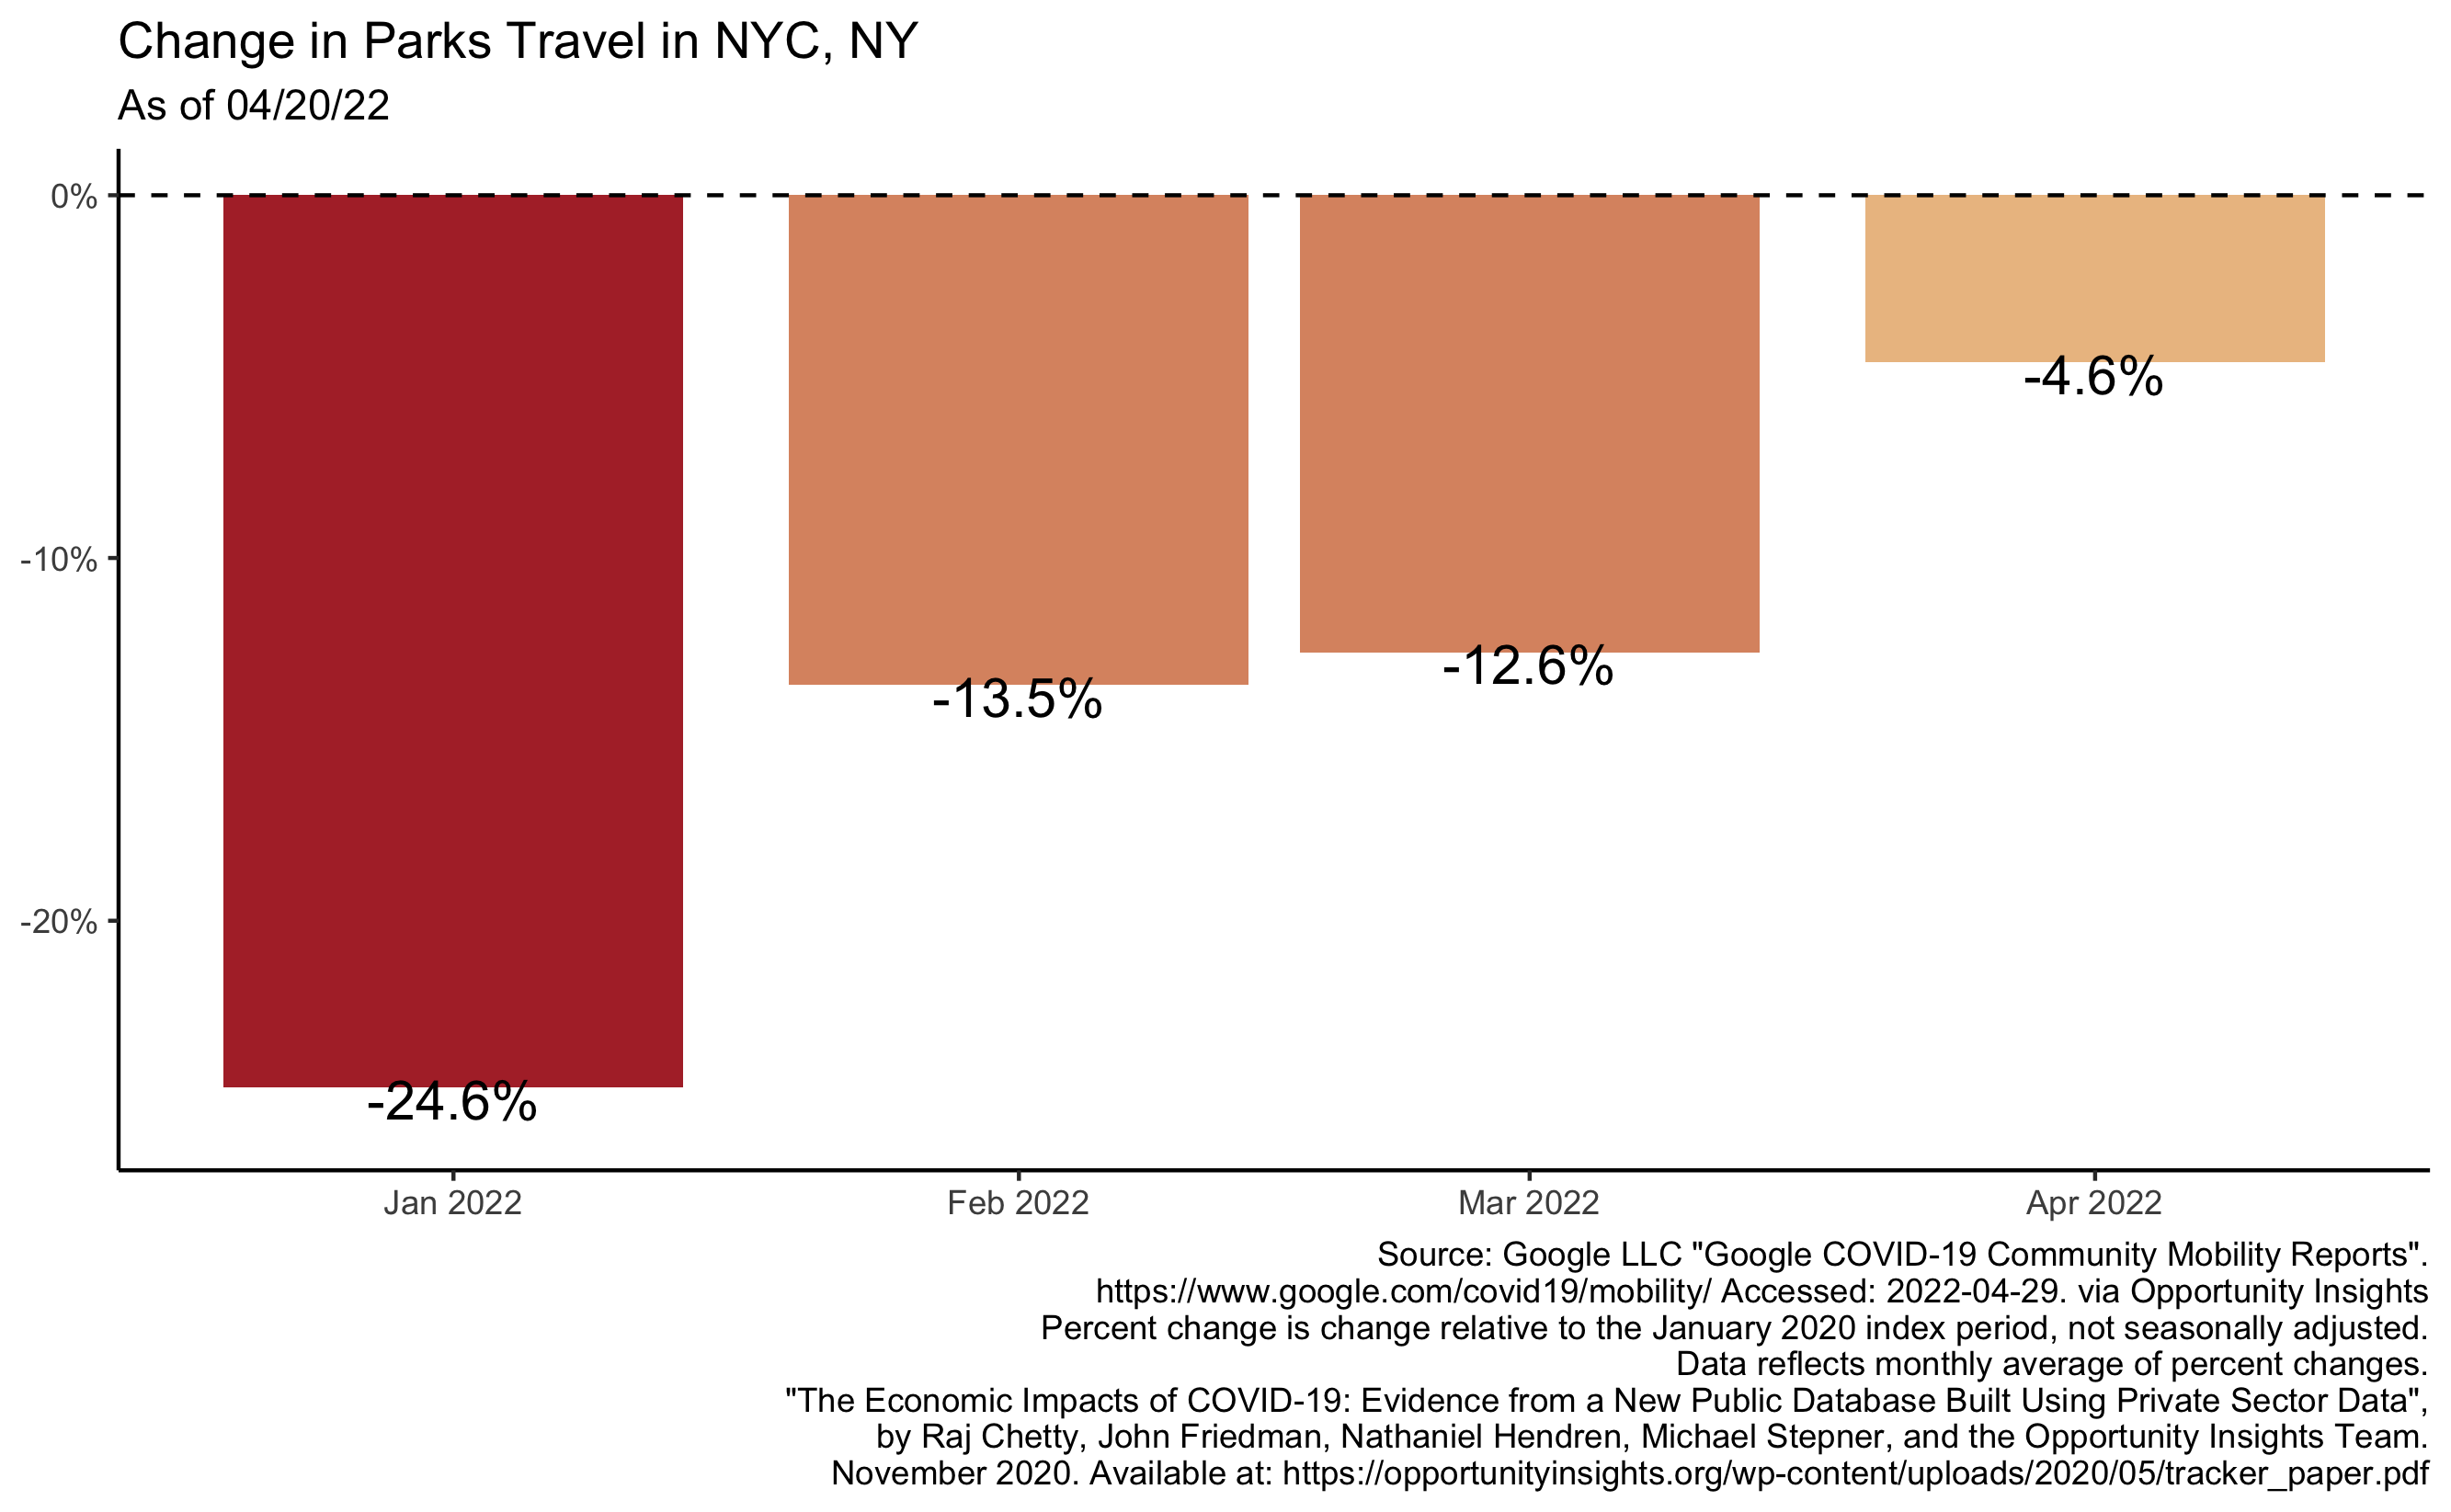 Change in Parks Travel in NYC, NY
As of 04/20/22
0%
-10%
-20%
-24.6%
-13.5%
-12.6%
-4.6%
Jan 2022
Feb 2022
Mar 2022
Apr 2022
Source: Google LLC "Google COVID-19 Community Mobility Reports".
https://www.google.com/covid19/mobility/ Accessed: 2022-04-29. via Opportunity Insights
Percent change is change relative to the January 2020 index period, not seasonally adjusted.
Data reflects monthly average of percent changes.
"The Economic Impacts of COVID-19: Evidence from a New Public Database Built Using Private Sector Data",
by Raj Chetty, John Friedman, Nathaniel Hendren, Michael Stepner, and the Opportunity Insights Team.
November 2020. Available at: https://opportunityinsights.org/wp-content/uploads/2020/05/tracker_paper.pdf